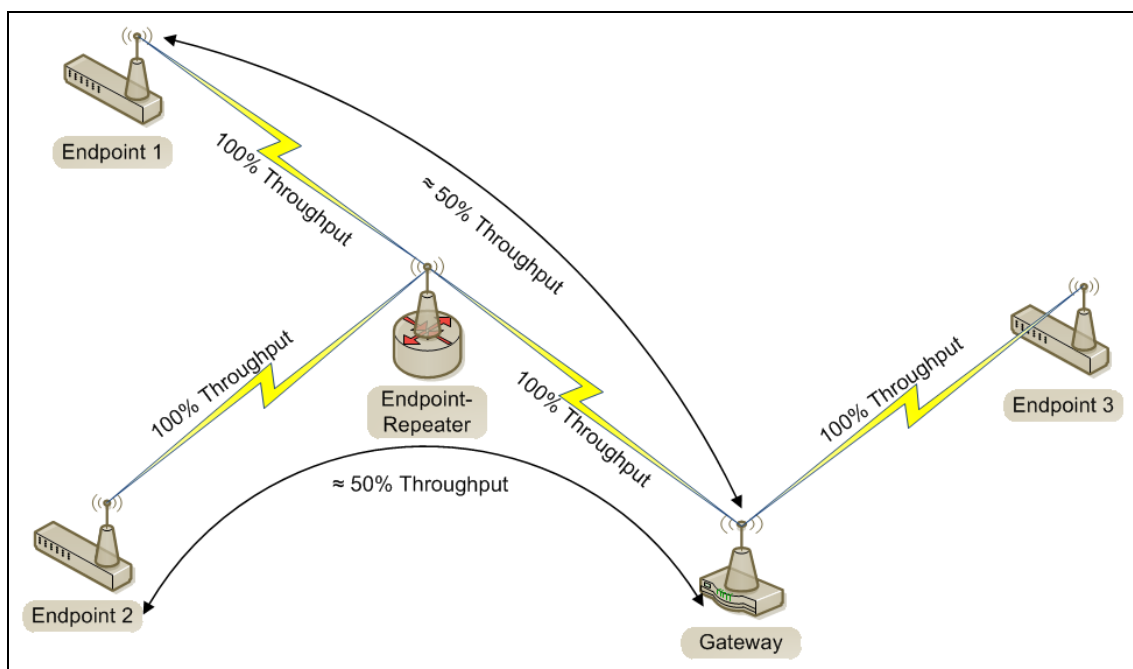 Endpoint 1
100% Throughput
≈ 50% Throughput
Endpoint-
Repeater
100% Throughput
100% Throughput
100% Throughput
Endpoint 3
≈ 50% Throughput
Endpoint 2
Gateway